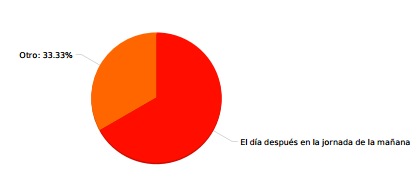 Otro: 33.33%
El día después en la jornada de la mañana